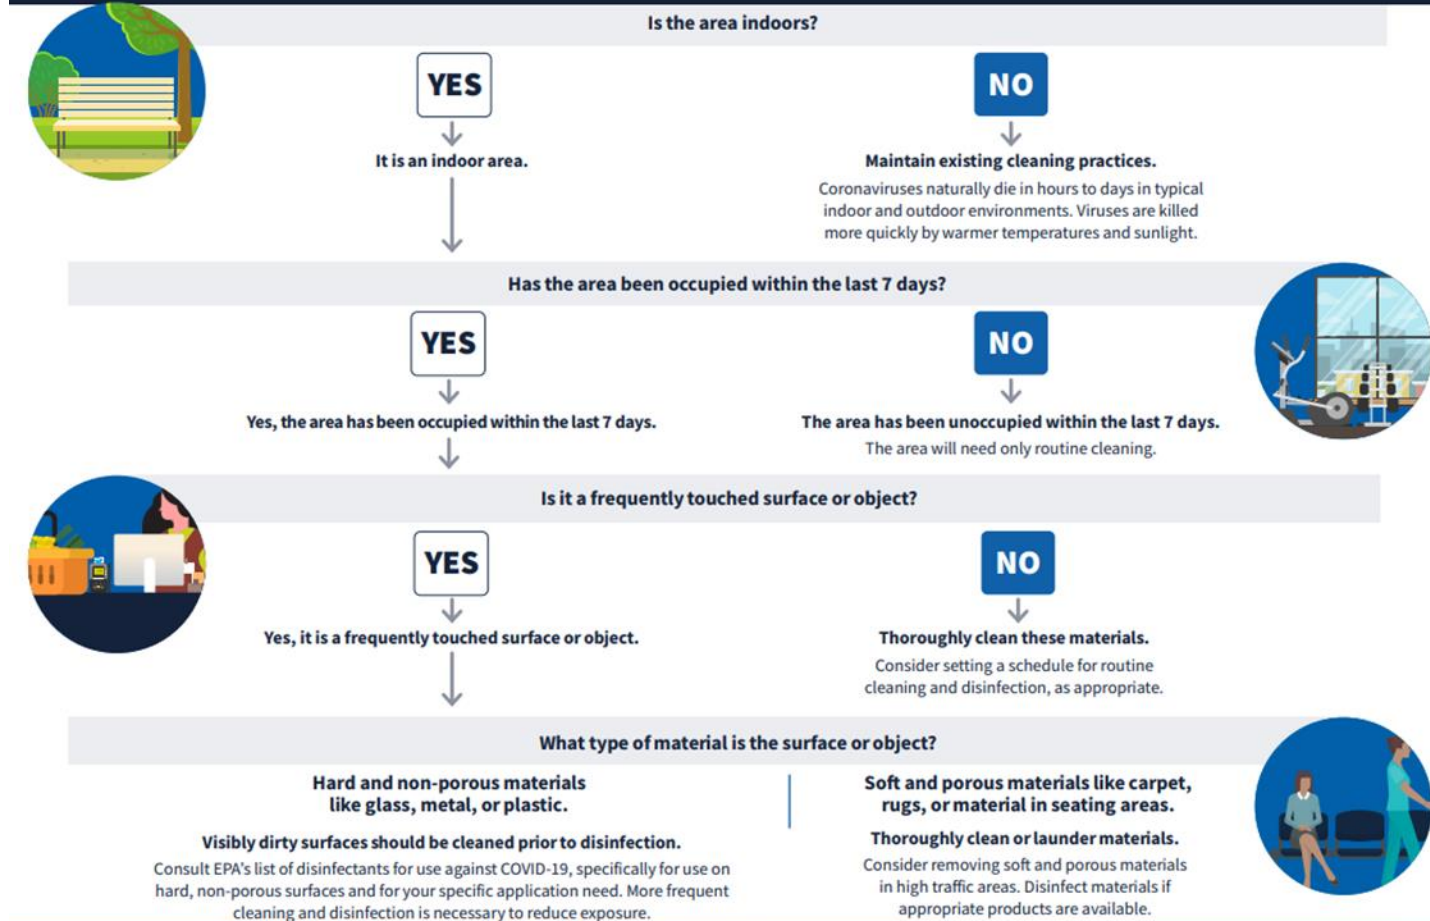 Is the area indoors?
YES
NO
It is an indoor area.
Maintain existing cleaning practices.
Coronaviruses naturally die in hours to days in typical
indoor and outdoor environments. Viruses are killed
more quickly by warmer temperatures and sunlight.
Has the area been occupied within the last 7 days?
YES
NO
Yes, the area has been occupied within the last 7 days.
The area has been unoccupied within the last 7 days.
The area will need only routine cleaning.
Is it a frequently touched surface or object?
YES
NO
Yes, it is a frequently touched surface or object.
Thoroughly clean these materials.
Consider setting a schedule for routine
cleaning and disinfection, as appropriate.
What type of material is the surface or object?
Hard and non-porous materials
like glass, metal, or plastic.
Visibly dirty surfaces should be cleaned prior to disinfection.
Consult EPA's list of disinfectants for use against COVID-19, specifically for use on
hard, non-porous surfaces and for your specific application need. More frequent
cleaning and disinfection is necessary to reduce exposure.
Soft and porous materials like carpet,
rugs, or material in seating areas.
Thoroughly clean or launder materials.
Consider removing soft and porous materials
in high traffic areas. Disinfect materials if
appropriate products are available.